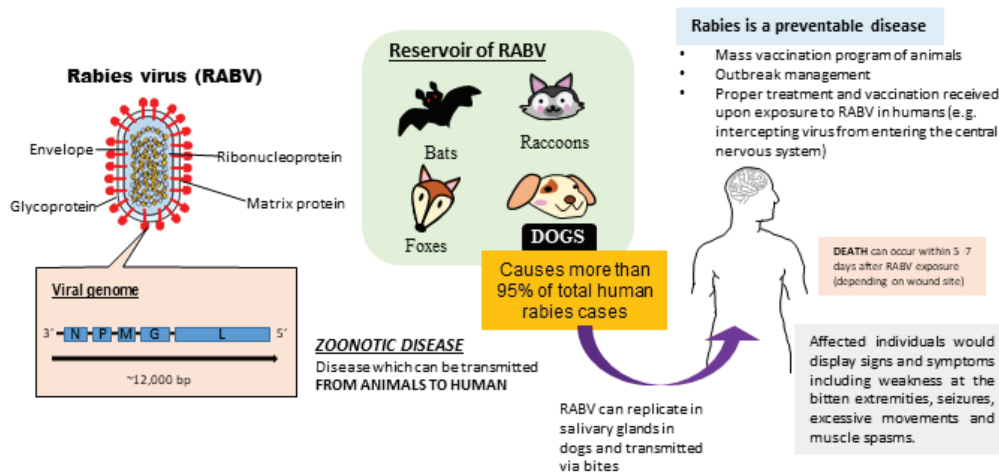 Rabies virus (RABV)
Envelope
Ribonucleoprotein
Glycoprotein
Matrix protein
Viral genome
3´ N P M G L 5´
~12,000 bp
Reservoir of RABV
Bats
Raccoons
Foxes
DOGS
Causes more than
95% of total human
rabies cases
ZOONOTIC DISEASE
Disease which can be transmitted
FROM ANIMALS TO HUMAN
RABV can replicate in
salivary glands in
dogs and transmitted
via bites
Rabies is a preventable disease
• Mass vaccination program of animals
• Outbreak management
• Proper treatment and vaccination received
upon exposure to RABV in humans (e.g.
intercepting virus from entering the central
nervous system)
DEATH can occur within 5 -7
days after RABV exposure
(depending on wound site)
Affected individuals would
display signs and symptoms
including weakness at the
bitten extremities, seizures,
excessive movements and
muscle spasms.